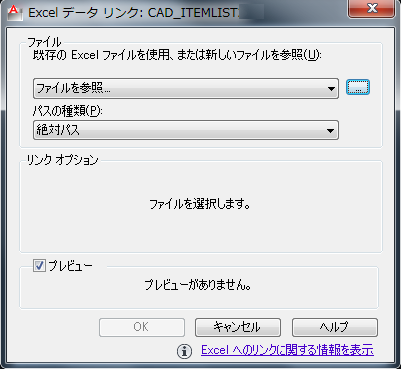 Excel データ リンク: CAD_ITEMLIST
ファイル
既存の Excel ファイルを使用、または新しいファイルを参照(U):
ファイルを参照...
...
パスの種類(P):
絶対パス
リンク オプション
ファイルを選択します。
プレビュー
プレビューがありません。
OK
キャンセル
ヘルプ
Excel へのリンクに関する情報を表示